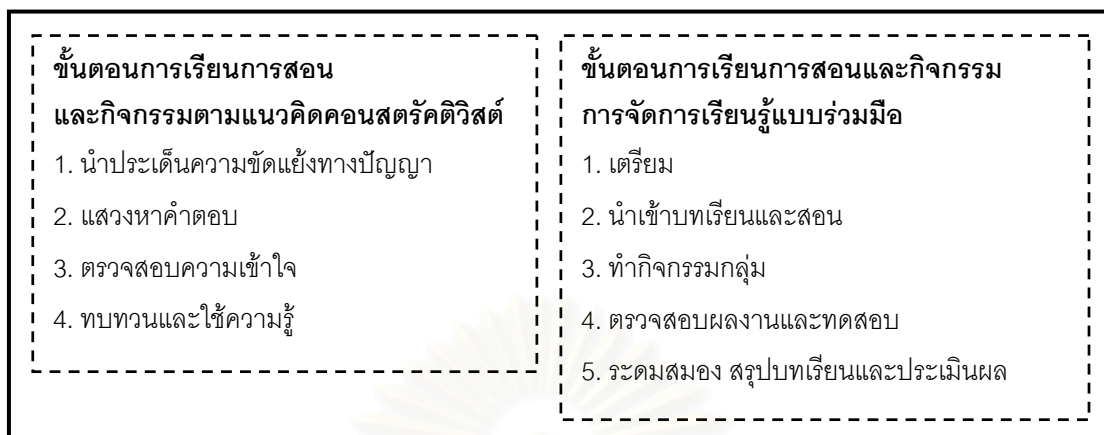 ขั้นตอนการเรียนการสอน
และกิจกรรมตามแนวคิดคอนสตรัคติวิสต์
1. นำประเด็นความขัดแย้งทางปัญญา
2. แสวงหาคำตอบ
3. ตรวจสอบความเข้าใจ
4. ทบทวนและใช้ความรู้
ขั้นตอนการเรียนการสอนและกิจกรรม
การจัดการเรียนรู้แบบร่วมมือ
1. เตรียม
2. นำเข้าบทเรียนและสอน
3. ทำกิจกรรมกลุ่ม
4. ตรวจสอบผลงานและทดสอบ
5. ระดมสมอง สรุปบทเรียนและประเมินผล